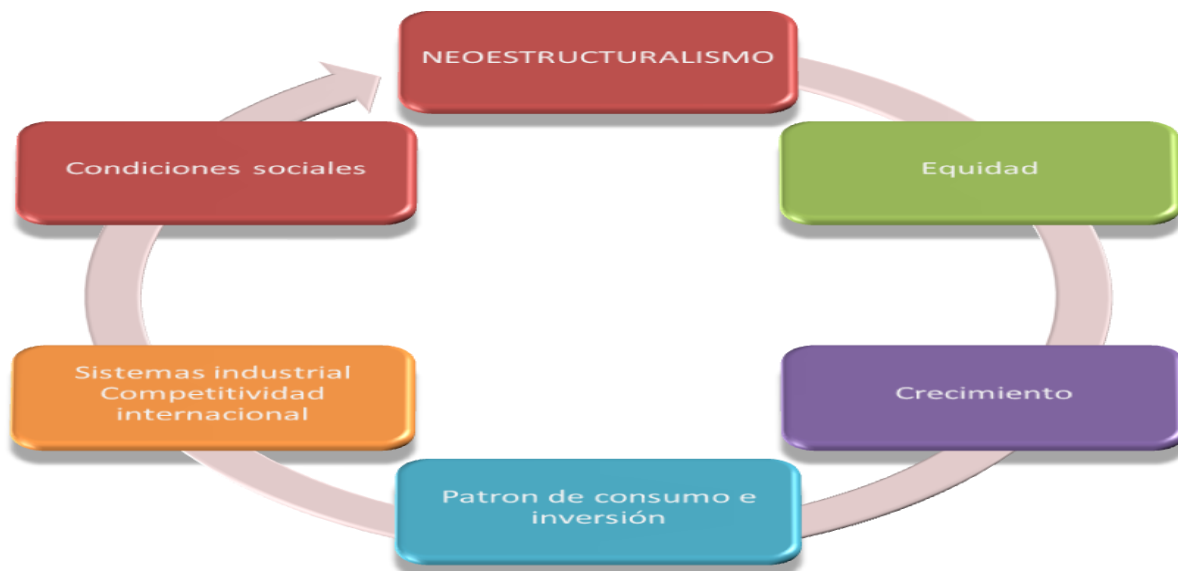 NEOESTRUCTURALISMO
Equidad
Crecimiento
Patron de consumo e
inversión
Sistemas industrial
Competitividad
internacional
Condiciones sociales